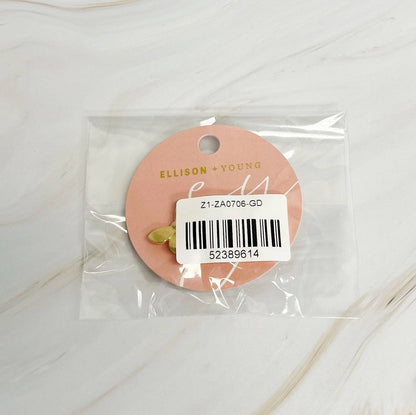 ELLISON + YOUNG
Z1-ZA0706-GD
52389614